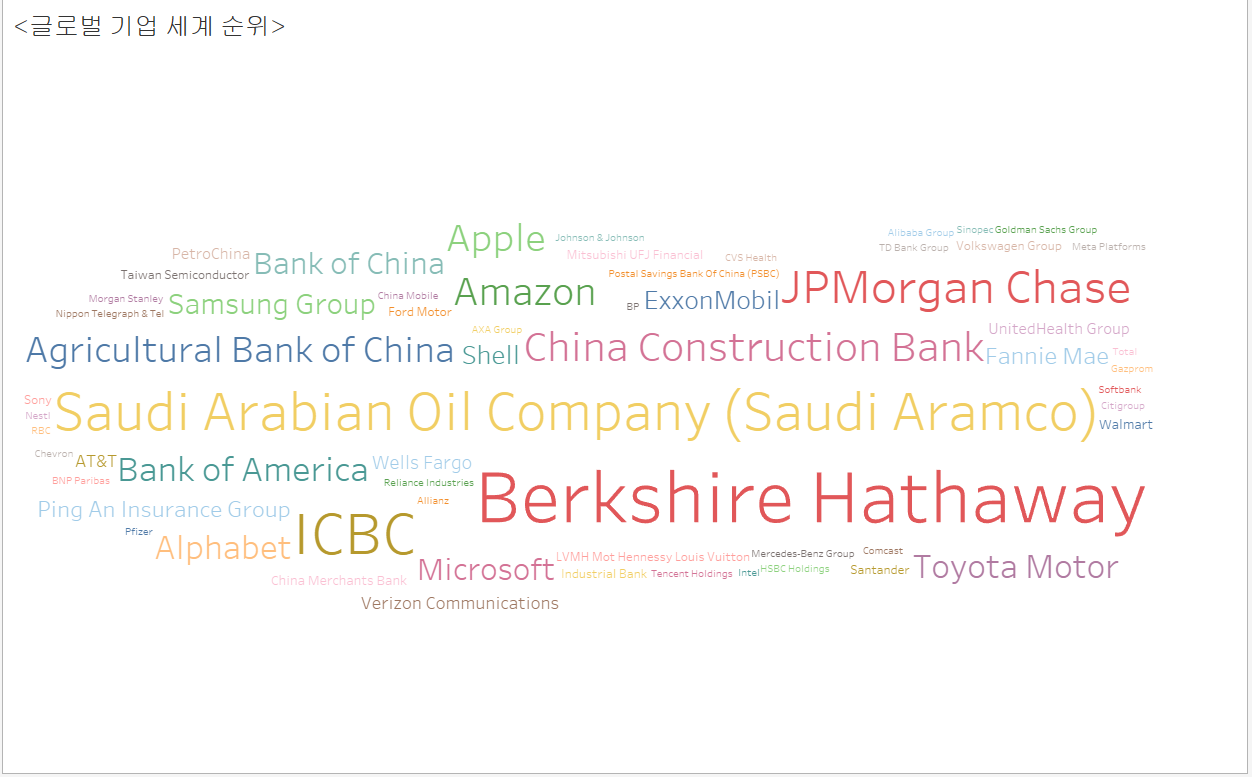 <글로벌 기업 세계 순위>
Apple
Johnson & Johnson
Alibaba Group
Sinopec
Goldman Sachs Group
PetroChina
Bank of China
Mitsubishi UFJ Financial
CVS Health
TD Bank Group
Volkswagen Group
Meta Platforms
Taiwan Semiconductor
Postal Savings Bank Of China (PSBC)
JPMorgan Chase
Morgan Stanley
Samsung Group
China Mobile
Amazon
BP
ExxonMobil
Nippon Telegraph & Tel
Ford Motor
AXA Group
UnitedHealth Group
Agricultural Bank of China
Shell
China Construction Bank
Fannie Mae
Total
Gazprom
Softbank
Sony
Saudi Arabian Oil Company (Saudi Aramco)
Citigroup
Nestl
Walmart
RBC
Chevron
AT&T
Bank of America
Wells Fargo
BNP Paribas
Reliance Industries
Berkshire Hathaway
Allianz
Ping An Insurance Group
Pfizer
ICBC
Alphabet
LVMH Mot Hennessy Louis Vuitton
Mercedes-Benz Group
Comcast
Microsoft
Industrial Bank
Tencent Holdings
Intel
HSBC Holdings
Santander
Toyota Motor
China Merchants Bank
Verizon Communications